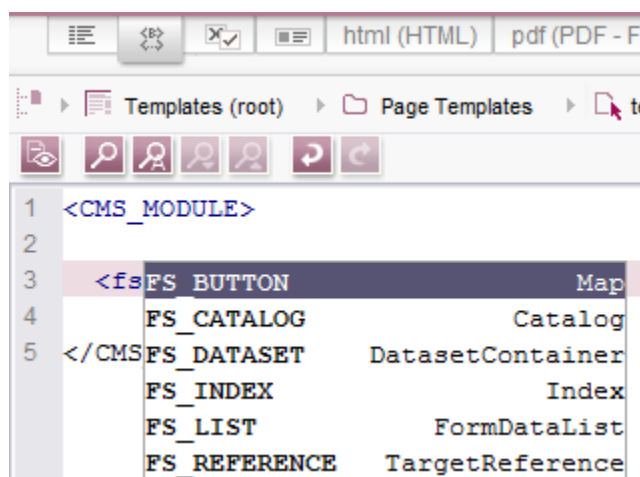 html (HTML) pdf (PDF - F
Templates (root) Page Templates
1 <CMS_MODULE>
2
3 <fs FS_BUTTON Map
4 FS_CATALOG Catalog
5 </CMS FS_DATASET DatasetContainer
FS_INDEX Index
FS_LIST FormDataList
FS_REFERENCE TargetReference